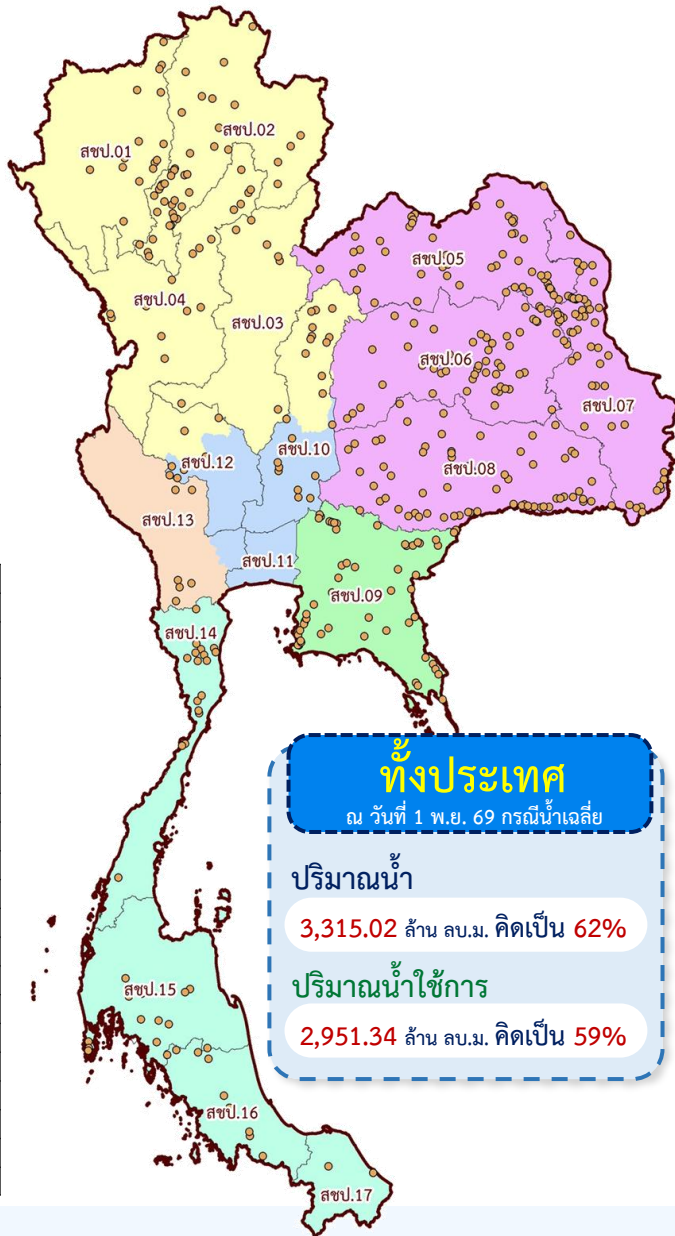 สชป.02
สชป.01
สชป.05
สชป.04
สชป.03
สชป.06
สชป.07
สชป.10
สชป.12
สชป.08
สชป.13
สชป.11
สชป.09
สชป.14
ทั้งประเทศ
ณ วันที่ 1 พ.ย. 69 กรณีน้ำเฉลี่ย
ปริมาณน้ำ
3,315.02 ล้าน ลบ.ม. คิดเป็น 62%
ปริมาณน้ำใช้การ
2,951.34 ล้าน ลบ.ม. คิดเป็น 59%
สชป.15
สชป.16
สชป.17